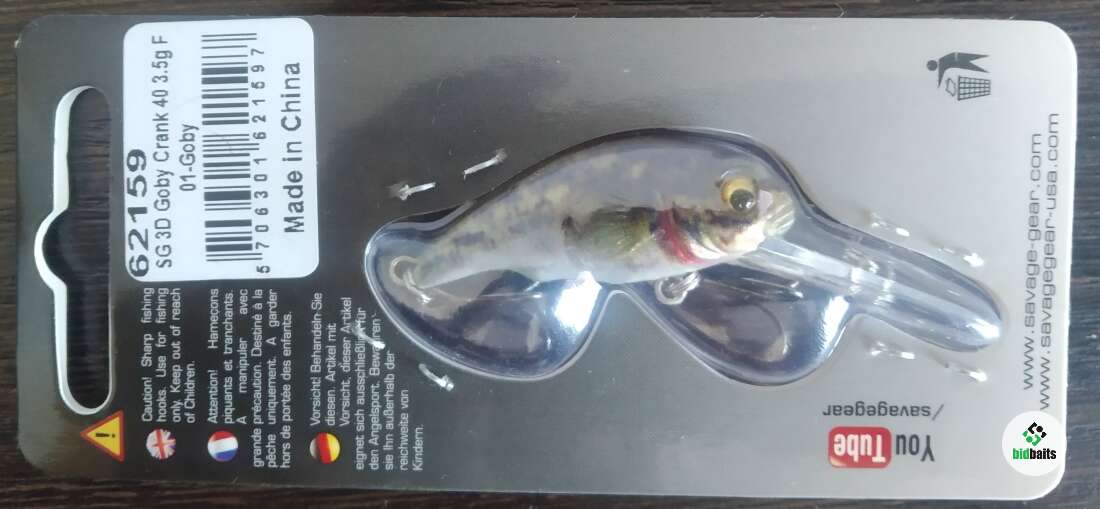 62159
SG 3D Goby Crank 40 3.5g F
01-Goby
5 706301 621597
Made in China
Caution! Sharp fishing
hooks. Use for fishing
only. Keep out of reach
of Children.
Attention! Hameçons
piquants et tranchants.
A manipuler avec
grande précaution. Destiné à la
pêche uniquement. A garder
hors de portée des enfants.
Vorsicht! Behandeln Sie
diesen Artikel mit
Vorsicht, dieser Artikel
eignet sich ausschließlich für
den Angelsport. Bewahren
sie Ihn außerhalb der
reichweite von
Kindern.
www.savage-gear.com
www.savagegear-usa.com
You Tube
/savagegear
bidbaits